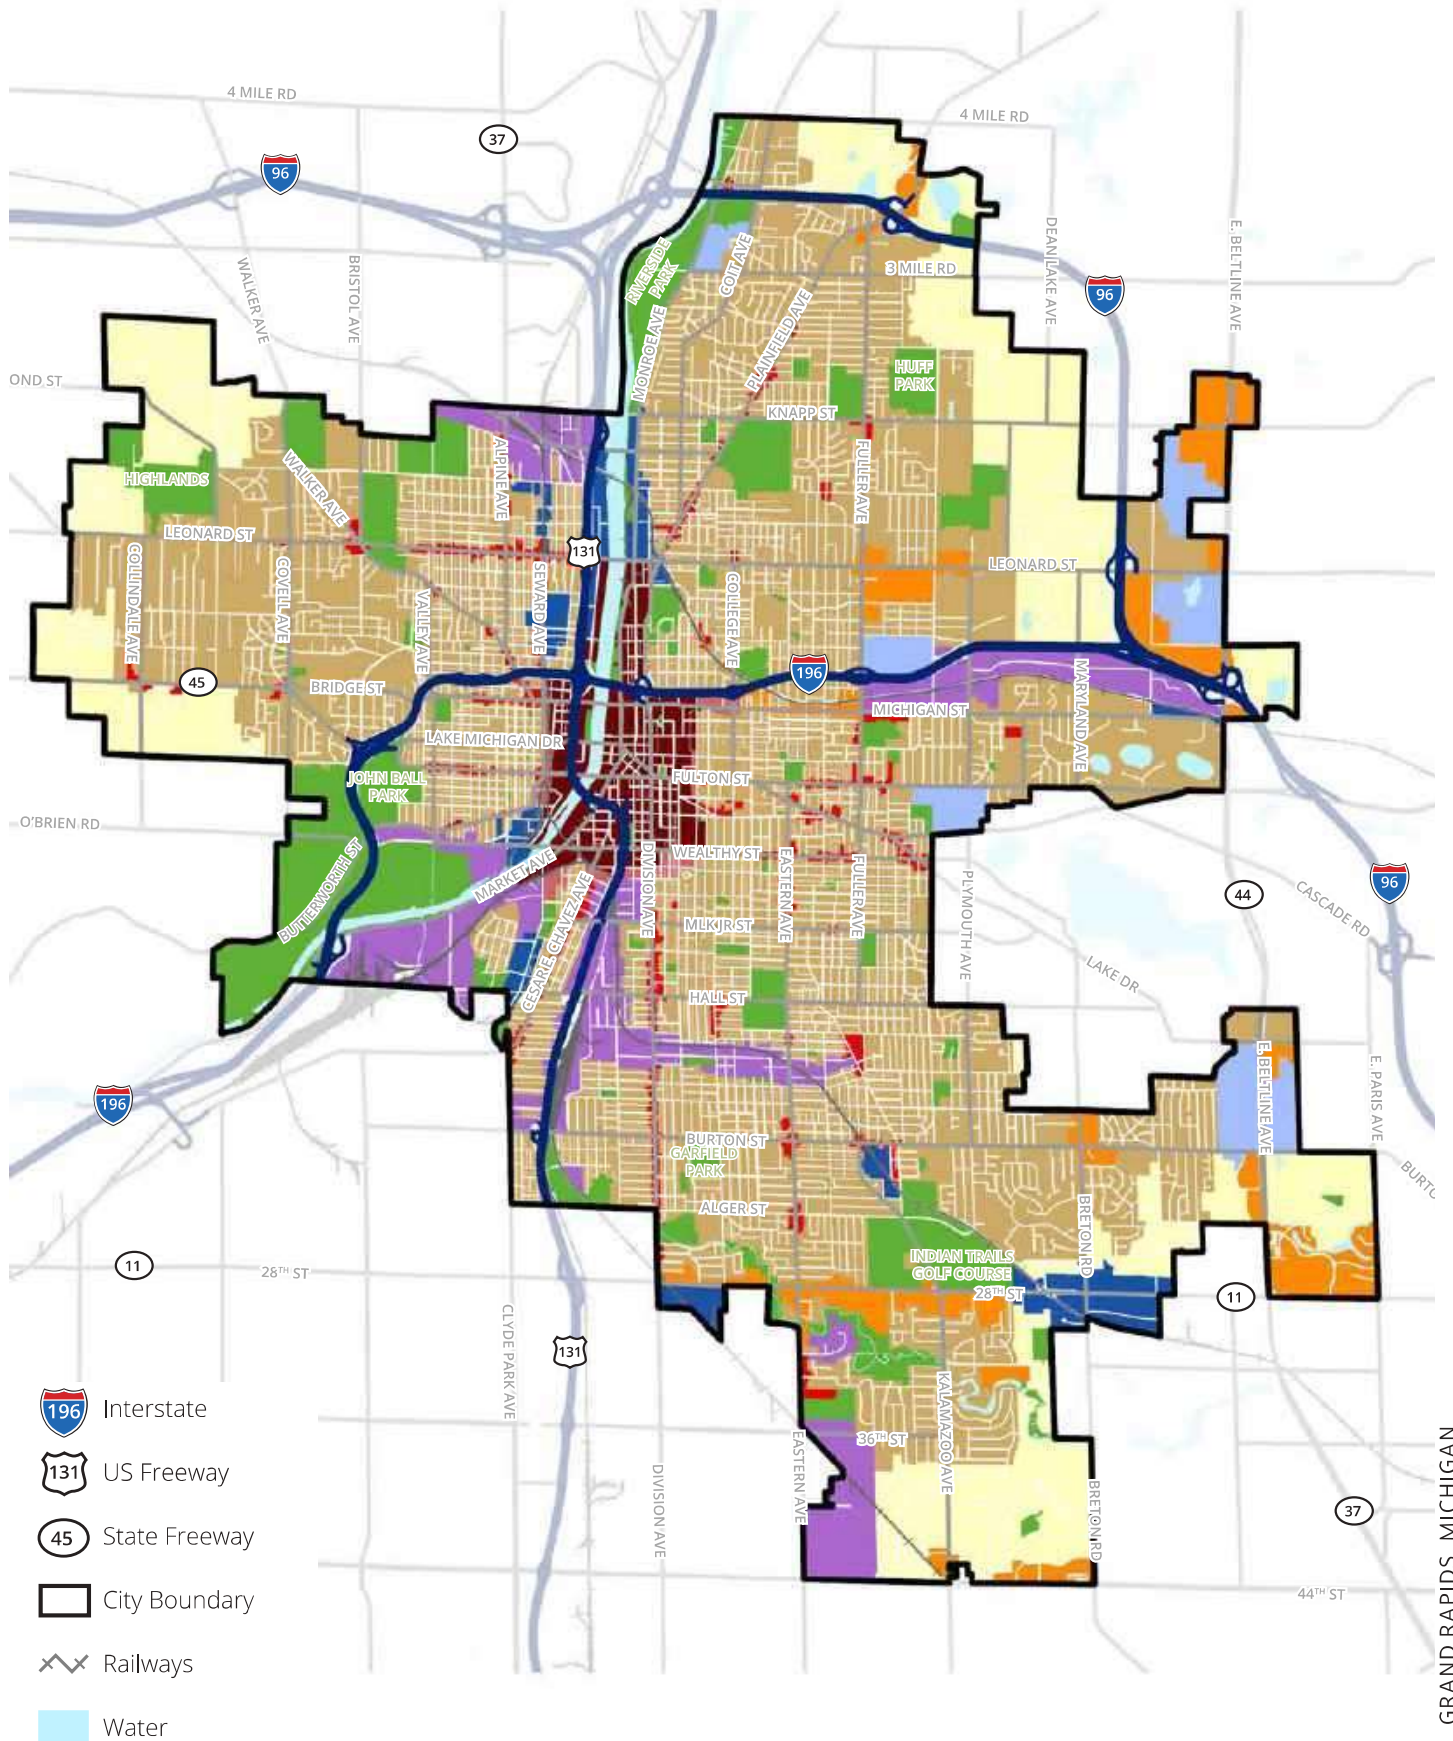 4 MILE RD
37
4 MILE RD
96
WALKER AVE
BRISTOL AVE
RIVERSIDE
PARK
COIT AVE
3 MILE RD
DEAN LAKE AVE
E. BELTLINE AVE
96
MONROE AVE
PLAINFIELD AVE
HUFF
PARK
OND ST
KNAPP ST
HIGHLANDS
WALKER AVE
ALPINE AVE
FULLER AVE
LEONARD ST
131
LEONARD ST
COLLINDALE AVE
COVELL AVE
VALLEY AVE
SEWARD AVE
COLLEGE AVE
45
BRIDGE ST
196
MICHIGAN ST
MARYLAND AVE
LAKE MICHIGAN DR
JOHN BALL
PARK
FULTON ST
O'BRIEN RD
BUTTERWORTH ST
MARKET AVE
WEALTHY ST
DIVISION AVE
EASTERN AVE
FULLER AVE
PLYMOUTH AVE
44
96
CASCADE RD
CESAR E. CHAVEZ AVE
MLK JR ST
LAKE DR
HALL ST
196
E. BELTLINE AVE
E. PARIS AVE
BURTON ST
GARFIELD
PARK
BURTO
ALGER ST
BRETON RD
11
28TH ST
INDIAN TRAILS
GOLF COURSE
28TH ST
11
CLYDE PARK AVE
131
KALAMAZOO AVE
36TH ST
EASTERN AVE
DIVISION AVE
BRETON RD
37
44TH ST
196 Interstate
131 US Freeway
45 State Freeway
City Boundary
Railways
Water
GRAND RAPIDS, MICHIGAN